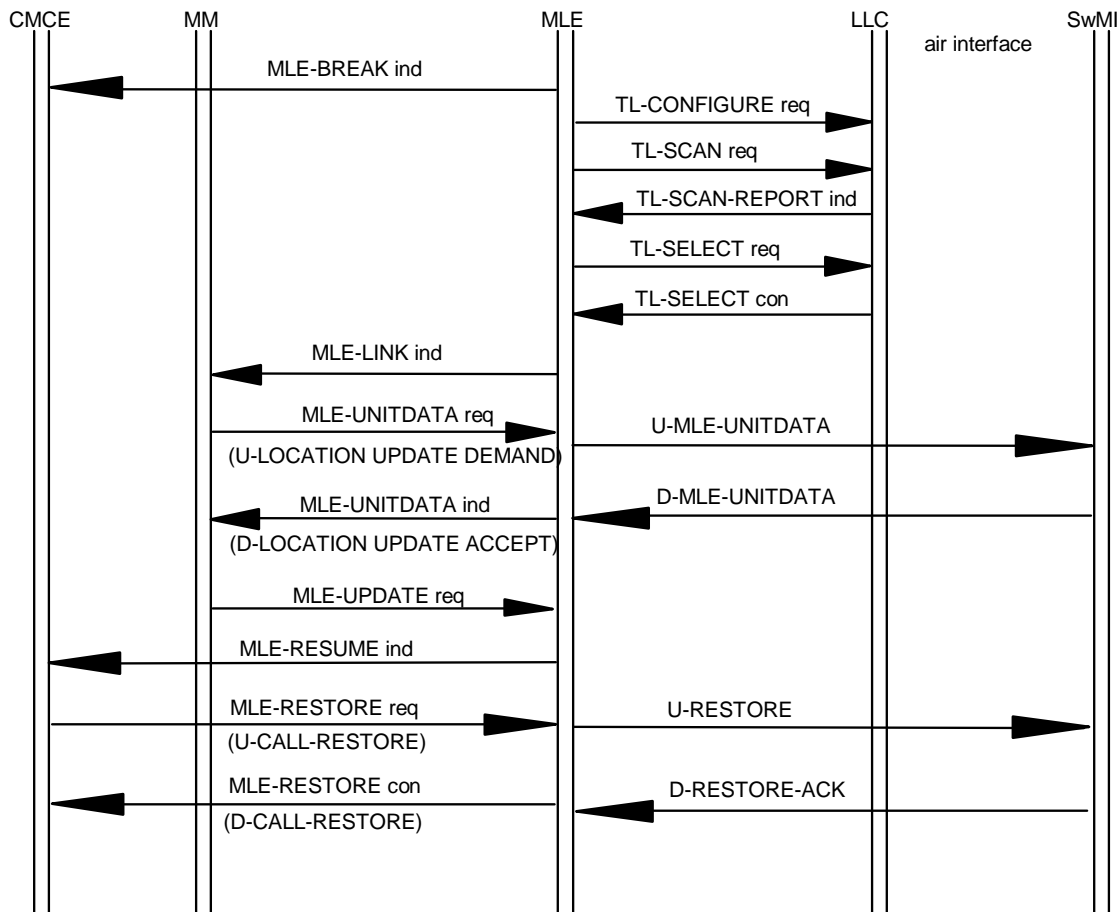 CMCE MM MLE LLC SwMI
air interface
MLE-BREAK ind
TL-CONFIGURE req
TL-SCAN req
TL-SCAN-REPORT ind
TL-SELECT req
TL-SELECT con
MLE-LINK ind
MLE-UNITDATA req
U-MLE-UNITDATA
(U-LOCATION UPDATE DEMAND)
MLE-UNITDATA ind
D-MLE-UNITDATA
(D-LOCATION UPDATE ACCEPT)
MLE-UPDATE req
MLE-RESUME ind
MLE-RESTORE req
U-RESTORE
(U-CALL-RESTORE)
MLE-RESTORE con
D-RESTORE-ACK
(D-CALL-RESTORE)